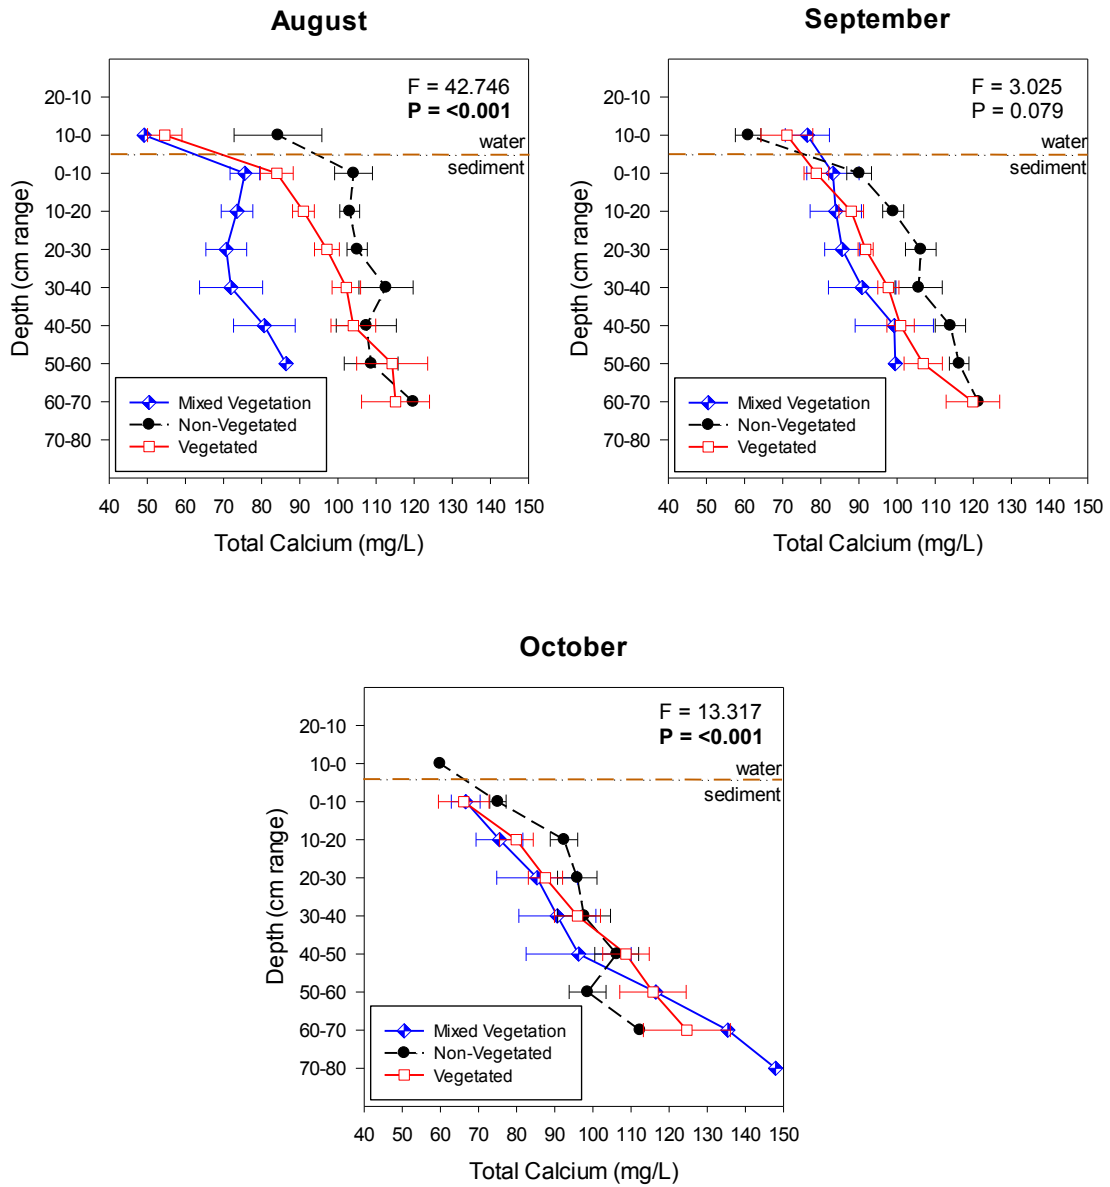 August
F = 42.746
P = <0.001
water
sediment
20-10
10-0
0-10
10-20
20-30
30-40
40-50
50-60
60-70
70-80
Depth (cm range)
Mixed Vegetation
Non-Vegetated
Vegetated
40 50 60 70 80 90 100 110 120 130 140 150
Total Calcium (mg/L)
September
F = 3.025
P = 0.079
water
sediment
20-10
10-0
0-10
10-20
20-30
30-40
40-50
50-60
60-70
70-80
Depth (cm range)
Mixed Vegetation
Non-Vegetated
Vegetated
40 50 60 70 80 90 100 110 120 130 140 150
Total Calcium (mg/L)
October
F = 13.317
P = <0.001
water
sediment
20-10
10-0
0-10
10-20
20-30
30-40
40-50
50-60
60-70
70-80
Depth (cm range)
Mixed Vegetation
Non-Vegetated
Vegetated
40 50 60 70 80 90 100 110 120 130 140 150
Total Calcium (mg/L)